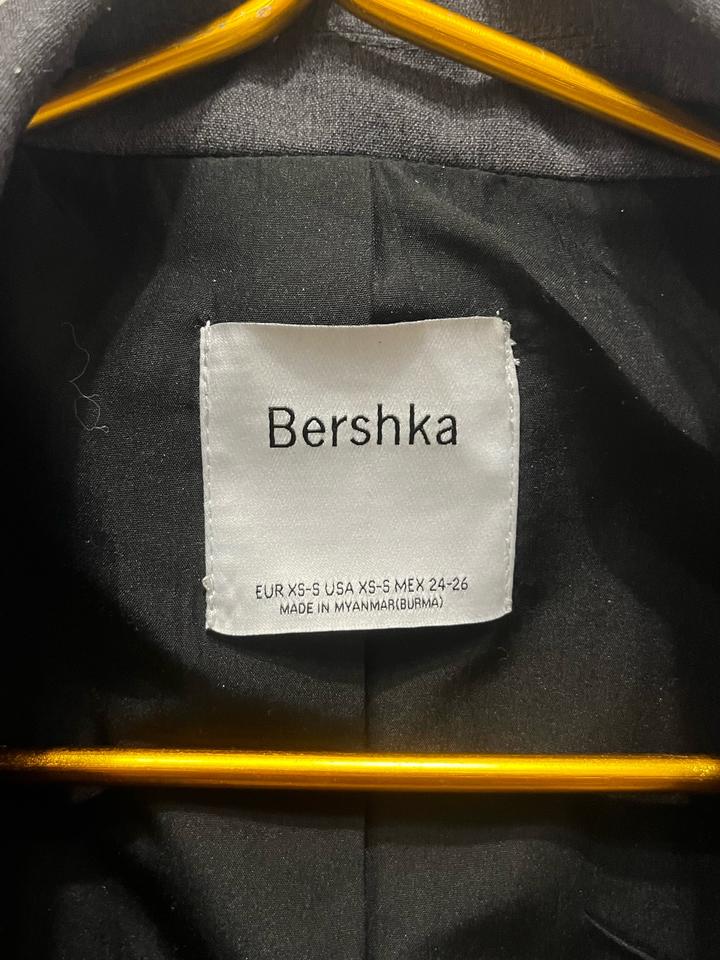 Bershka
EUR XS-S USA XS-S MEX 24-26
MADE IN MYANMAR(BURMA)